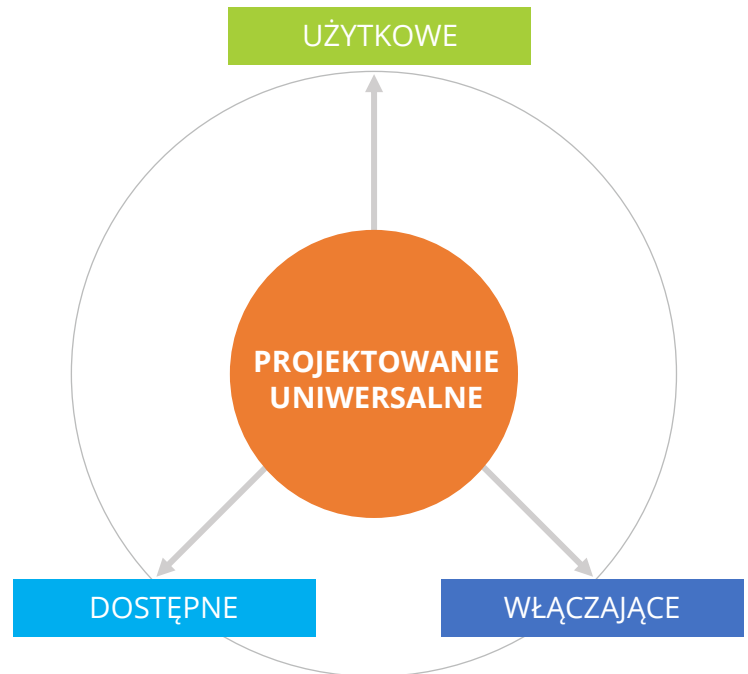 UŻYTKOWE
PROJEKTOWANIE
UNIWERSALNE
DOSTĘPNE
WŁĄCZAJĄCE